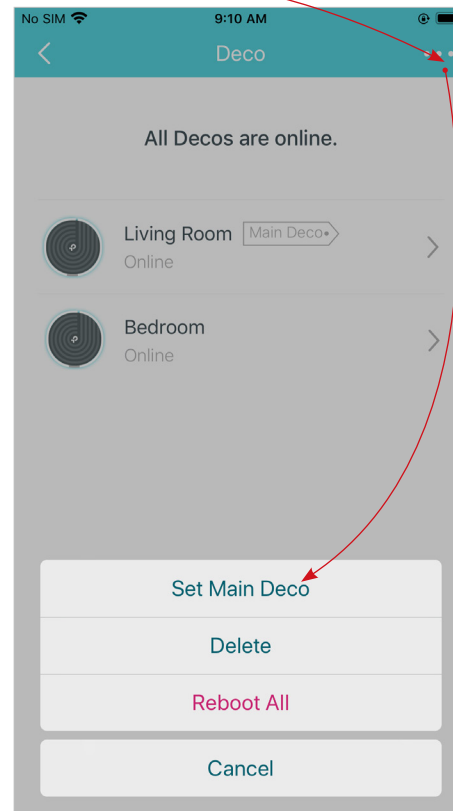 No SIM 9:10 AM
Deco
All Decos are online.
Living Room Main Deco
Online
Bedroom
Online
Set Main Deco
Delete
Reboot All
Cancel